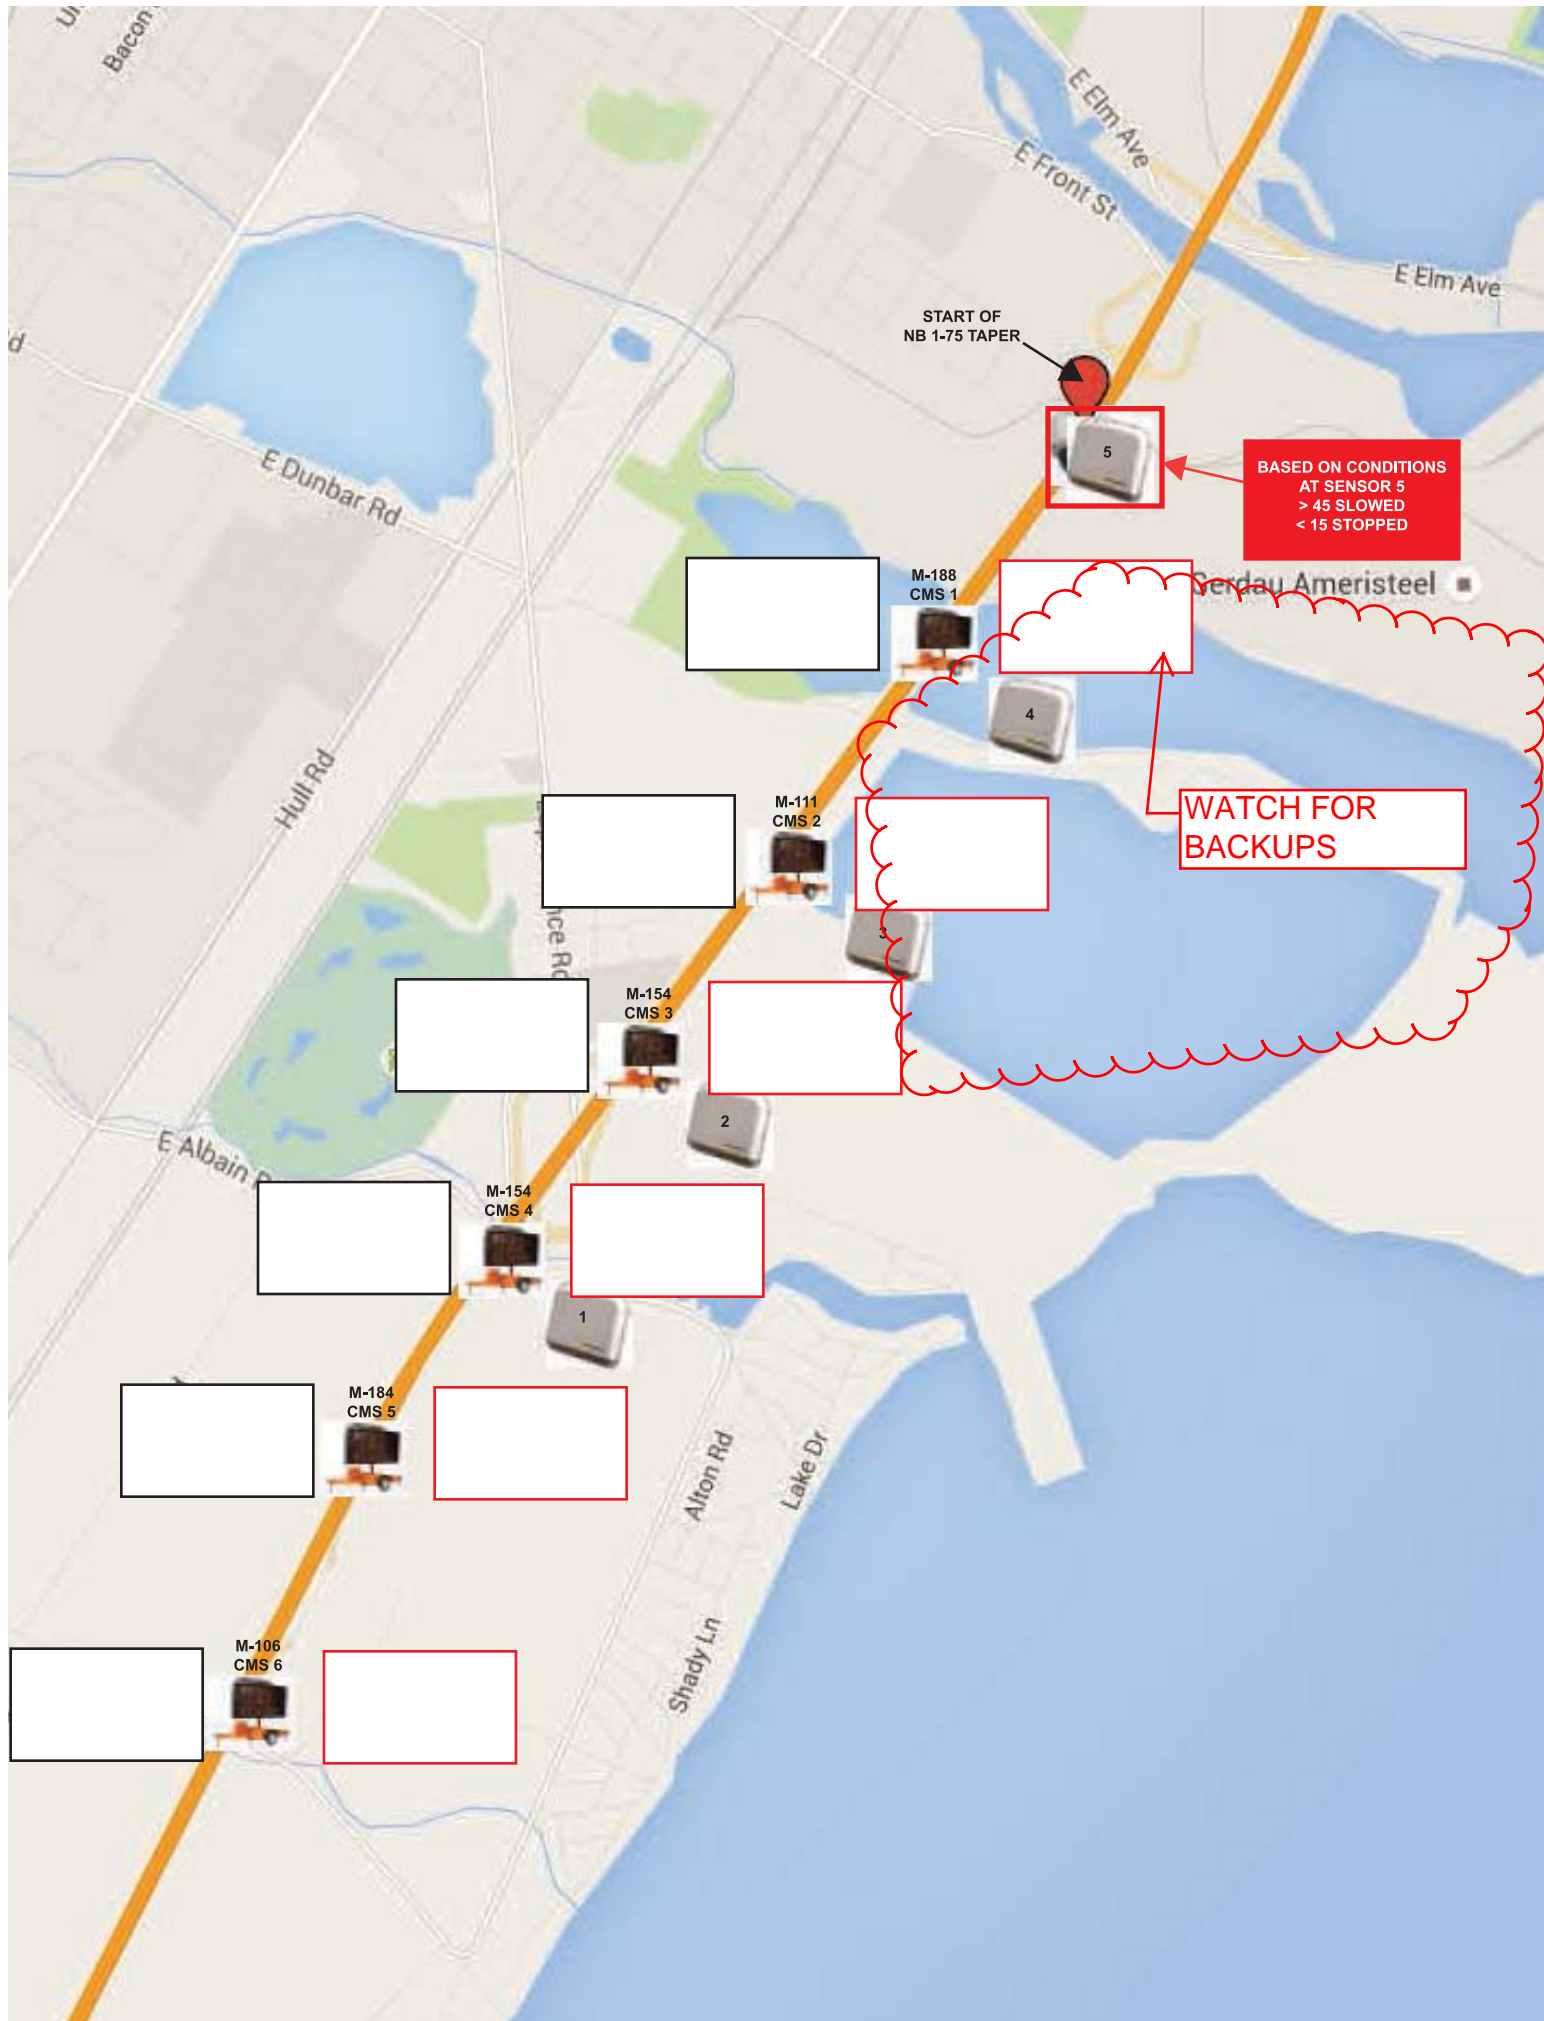 Bacon
E Elm Ave
E Front St
E Elm Ave
START OF
NB 1-75 TAPER
5
BASED ON CONDITIONS
AT SENSOR 5
> 45 SLOWED
< 15 STOPPED
E Dunbar Rd
M-188
CMS 1
Gerdau Ameristeel
4
Hull Rd
M-111
CMS 2
WATCH FOR
BACKUPS
3
nce Rd
M-154
CMS 3
2
E Albain
M-154
CMS 4
1
M-184
CMS 5
Alton Rd
Lake Dr
Shady Ln
M-106
CMS 6